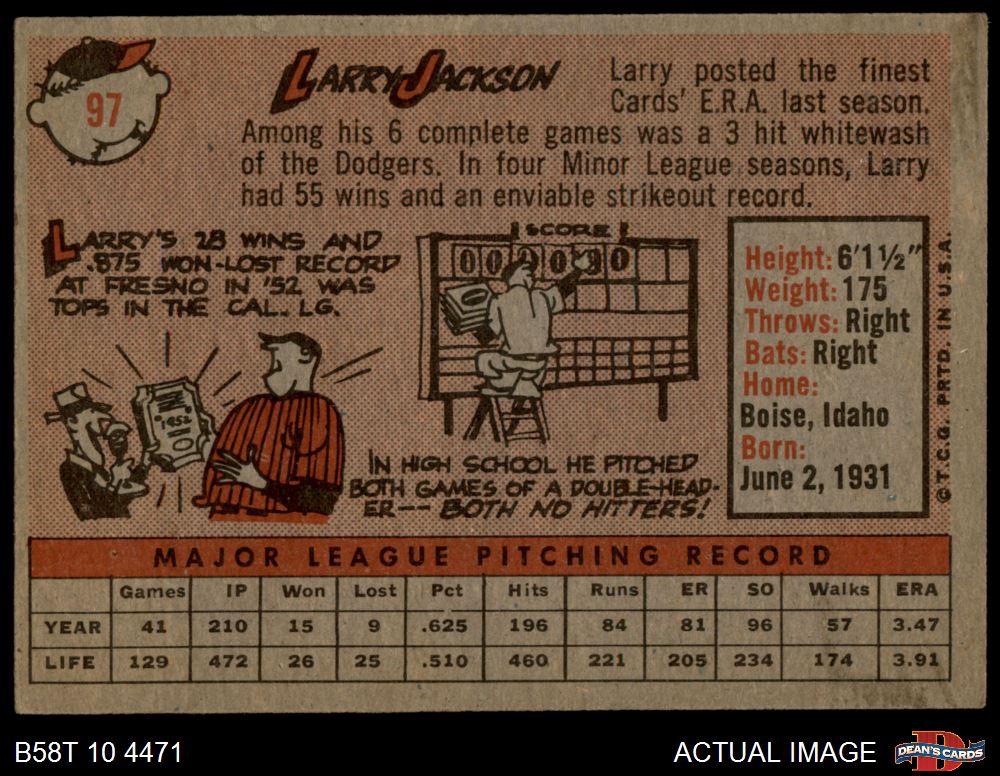 97
LARRY JACKSON
Larry posted the finest
Cards' E.R.A. last season.
Among his 6 complete games was a 3 hit whitewash
of the Dodgers. In four Minor League seasons, Larry
had 55 wins and an enviable strikeout record.
LARRY'S 28 WINS AND
.875 WON-LOST RECORD
AT FRESNO IN '52 WAS
TOPS IN THE CAL. LG.
1952
SCORE
IN HIGH SCHOOL HE PITCHED
BOTH GAMES OF A DOUBLE-HEAD-
ER-- BOTH NO HITTERS!
Height: 6'1½"
Weight: 175
Throws: Right
Bats: Right
Home:
Boise, Idaho
Born:
June 2, 1931
©T.C.G. PRTD. IN U.S.A.
MAJOR LEAGUE PITCHING RECORD
Games IP Won Lost Pct Hits Runs ER SO Walks ERA
YEAR 41 210 15 9 .625 196 84 81 96 57 3.47
LIFE 129 472 26 25 .510 460 221 205 234 174 3.91
B58T 10 4471
ACTUAL IMAGE
DEAN'S CARDS